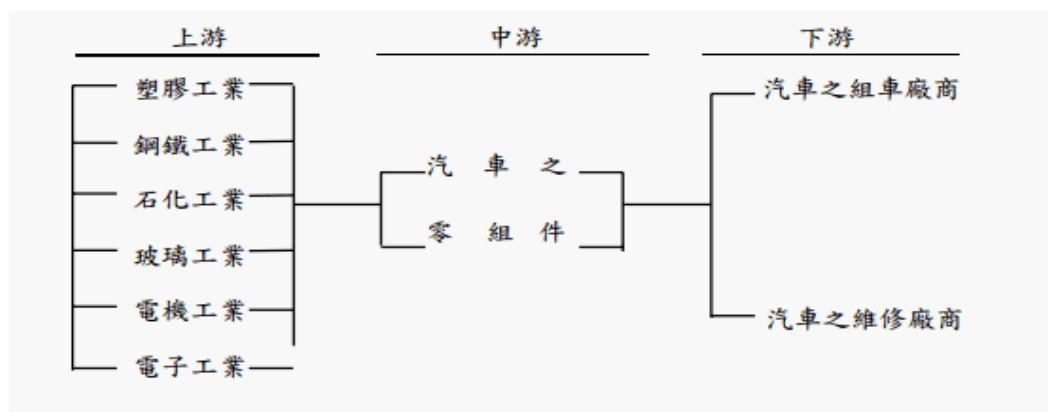 上游
中游
下游
塑膠工業
鋼鐵工業
石化工業
玻璃工業
電機工業
電子工業
汽車之
零組件
汽車之組車廠商
汽車之維修廠商